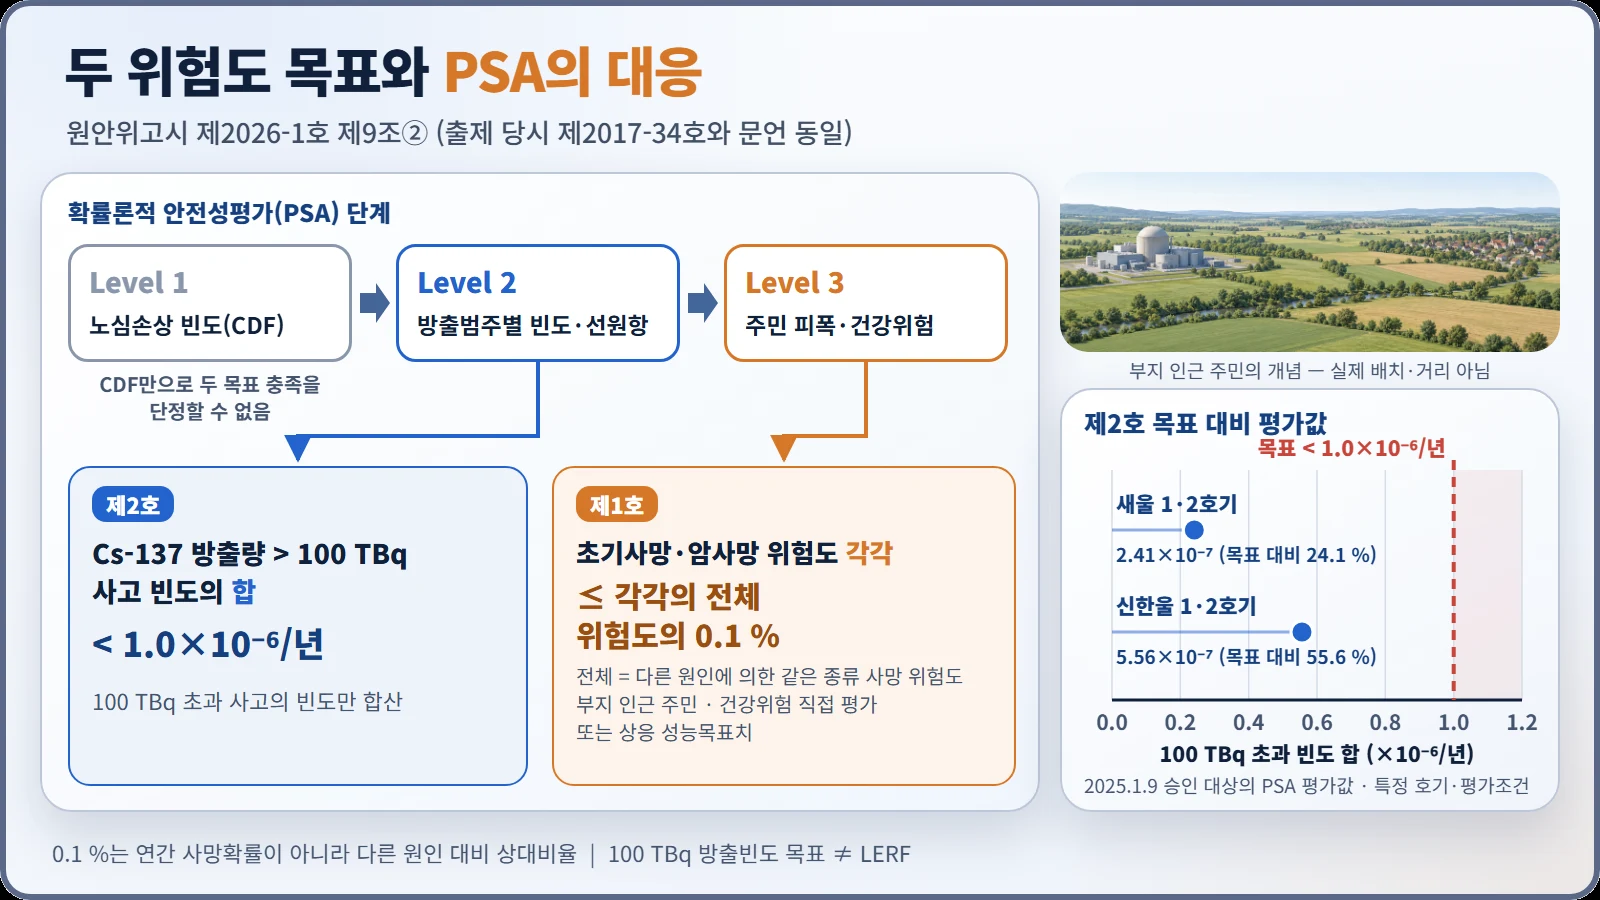 두 위험도 목표와 PSA의 대응
원안위고시 제2026-1호 제9조② (출제 당시 제2017-34호와 문언 동일)
확률론적 안전성평가(PSA) 단계
Level 1
노심손상 빈도(CDF)
Level 2
방출범주별 빈도·선원항
Level 3
주민 피폭·건강위험
CDF만으로 두 목표 충족을
단정할 수 없음
제2호
Cs-137 방출량 > 100 TBq
사고 빈도의 합
< 1.0×10⁻⁶/년
100 TBq 초과 사고의 빈도만 합산
제1호
초기사망·암사망 위험도 각각
≤ 각각의 전체
위험도의 0.1 %
전체 = 다른 원인에 의한 같은 종류 사망 위험도
부지 인근 주민 · 건강위험 직접 평가
또는 상응 성능목표치
부지 인근 주민의 개념 — 실제 배치·거리 아님
제2호 목표 대비 평가값
목표 < 1.0×10⁻⁶/년
새울 1·2호기
2.41×10⁻⁷ (목표 대비 24.1 %)
신한울 1·2호기
5.56×10⁻⁷ (목표 대비 55.6 %)
0.0 0.2 0.4 0.6 0.8 1.0 1.2
100 TBq 초과 빈도 합 (×10⁻⁶/년)
2025.1.9 승인 대상의 PSA 평가값 · 특정 호기·평가조건
0.1 %는 연간 사망확률이 아니라 다른 원인 대비 상대비율 | 100 TBq 방출빈도 목표 ≠ LERF